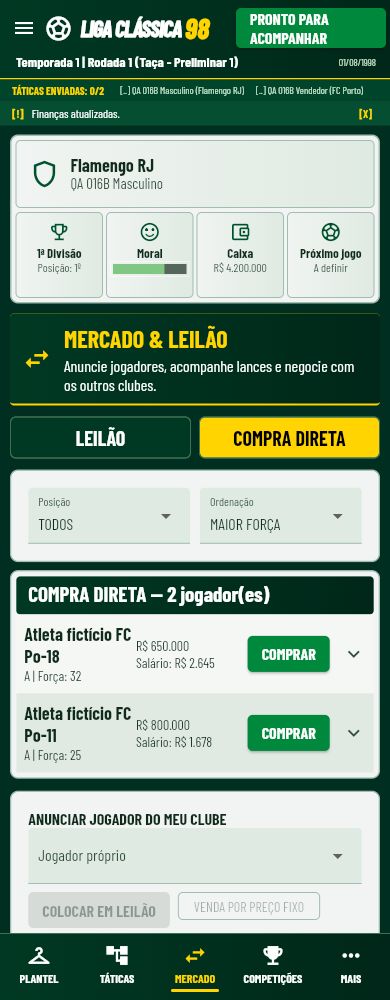 LIGA CLÁSSICA 98
PRONTO PARA
ACOMPANHAR
Temporada 1 | Rodada 1 (Taça - Preliminar 1)
01/08/1998
TÁTICAS ENVIADAS: 0/2 [...] QA 016B Masculino (Flamengo RJ) [...] QA 016B Vendedor (FC Porto)
[!] Finanças atualizadas. [X]
Flamengo RJ
QA 016B Masculino
1ª Divisão
Posição: 1º
Moral
Caixa
R$ 4.200.000
Próximo jogo
A definir
MERCADO & LEILÃO
Anuncie jogadores, acompanhe lances e negocie com
os outros clubes.
LEILÃO
COMPRA DIRETA
Posição
TODOS
Ordenação
MAIOR FORÇA
COMPRA DIRETA — 2 jogador(es)
Atleta fictício FC
Po-18
A | Força: 32
R$ 650.000
Salário: R$ 2.645
COMPRAR
Atleta fictício FC
Po-11
A | Força: 25
R$ 800.000
Salário: R$ 1.678
COMPRAR
ANUNCIAR JOGADOR DO MEU CLUBE
Jogador próprio
COLOCAR EM LEILÃO
VENDA POR PREÇO FIXO
PLANTEL
TÁTICAS
MERCADO
COMPETIÇÕES
MAIS